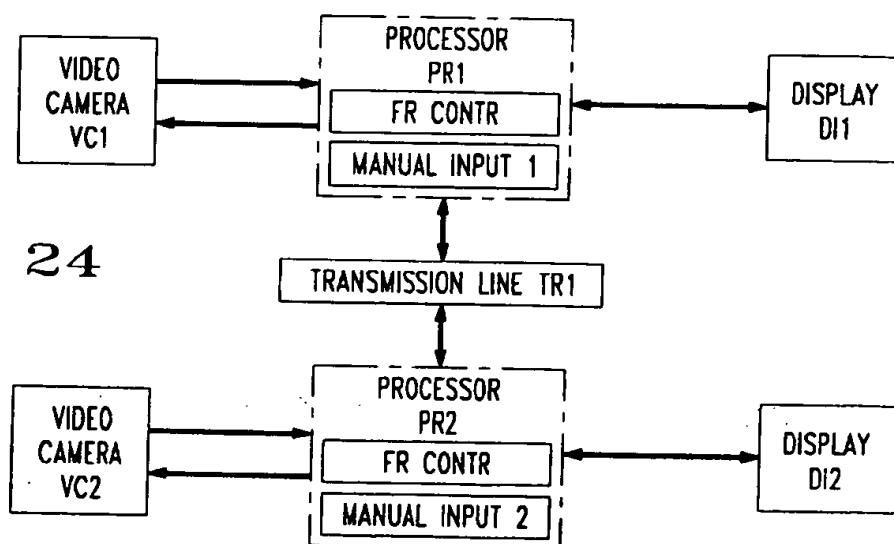 VIDEO
CAMERA
VC1
PROCESSOR
PR1
FR CONTR
MANUAL INPUT 1
DISPLAY
DI1
24
TRANSMISSION LINE TR1
VIDEO
CAMERA
VC2
PROCESSOR
PR2
FR CONTR
MANUAL INPUT 2
DISPLAY
DI2